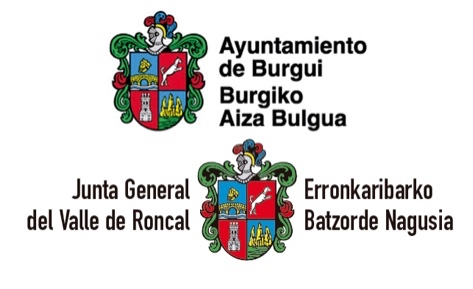 Ayuntamiento
de Burgui
Burgiko
Aiza Bulgua
Junta General
del Valle de Roncal
Erronkaribarko
Batzorde Nagusia